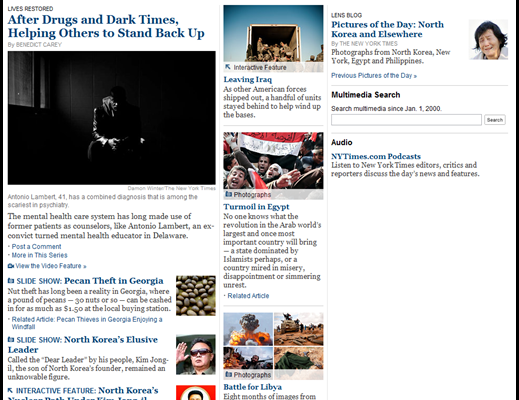 LIVES RESTORED
After Drugs and Dark Times,
Helping Others to Stand Back Up
By BENEDICT CAREY
Damon Winter/The New York Times
Antonio Lambert, 41, has a combined diagnosis that is among the
scariest in psychiatry.
The mental health care system has long made use of
former patients as counselors, like Antonio Lambert, an ex-
convict turned mental health educator in Delaware.
Post a Comment
More in This Series
View the Video Feature »
SLIDE SHOW: Pecan Theft in Georgia
Nut theft has long been a reality in Georgia, where
a pound of pecans — 30 nuts or so — can be cashed
in for as much as $1.50 at the local buying station.
Related Article: Pecan Thieves in Georgia Enjoying a
Windfall
SLIDE SHOW: North Korea's Elusive
Leader
Called the "Dear Leader" by his people, Kim Jong-
il, the son of North Korea's founder, remained an
unknowable figure.
INTERACTIVE FEATURE: North Korea's
Nuclear Path Under Kim Jong-il
Interactive Feature
Leaving Iraq
As other American forces
shipped out, a handful of units
stayed behind to help wind up
the bases.
Photographs
Turmoil in Egypt
No one knows what the
revolution in the Arab world's
largest and once most
important country will bring
— a state dominated by
Islamists perhaps, or a
country mired in misery,
disappointment or simmering
unrest.
Related Article
Photographs
Battle for Libya
Eight months of images from
LENS BLOG
Pictures of the Day: North
Korea and Elsewhere
By THE NEW YORK TIMES
Photographs from North Korea, New
York, Egypt and Philippines.
Previous Pictures of the Day »
Multimedia Search
Search multimedia since Jan. 1, 2000.
Search
Audio
NYTimes.com Podcasts
Listen to New York Times editors, critics and
reporters discuss the day's news and features.